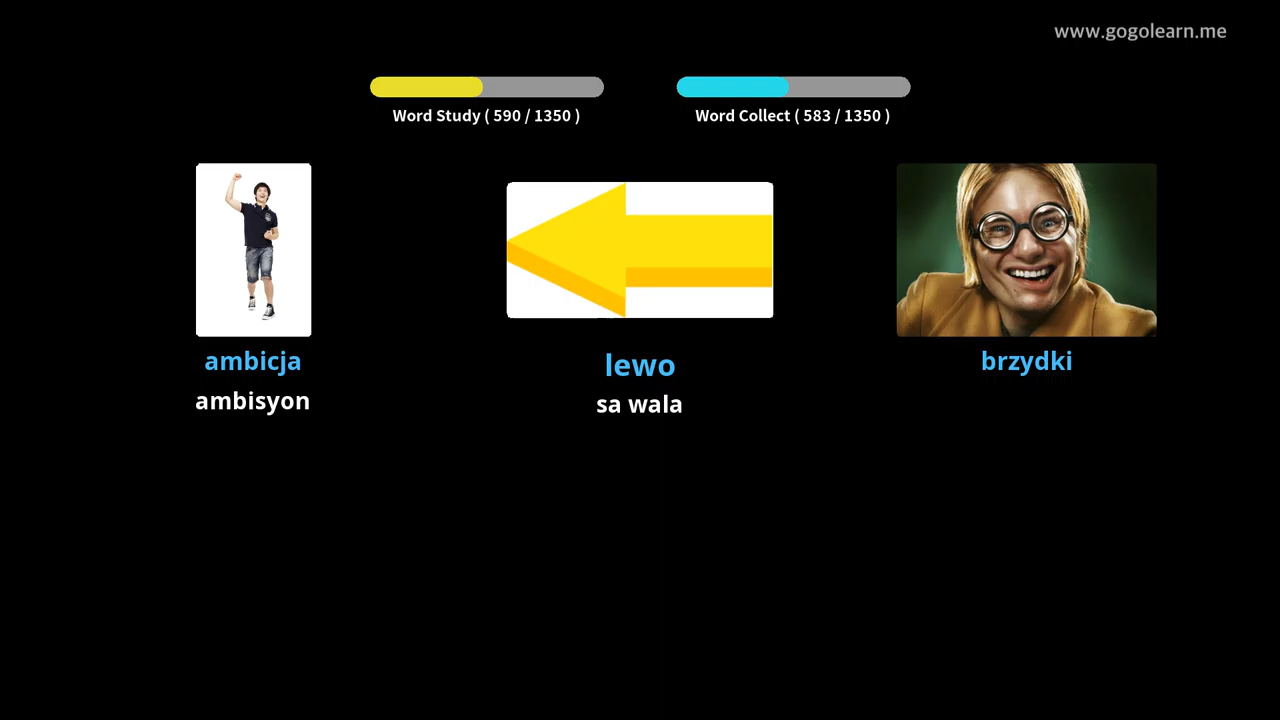 www.gogolearn.me
Word Study ( 590 / 1350 )
Word Collect ( 583 / 1350 )
ambicja
ambisyon
lewo
sa wala
brzydki